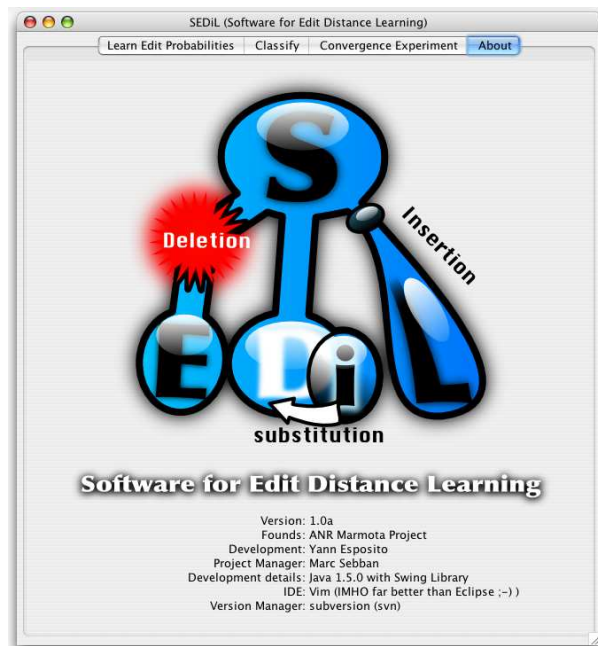 SEDiL (Software for Edit Distance Learning)
Learn Edit Probabilities Classify Convergence Experiment About
S
Insertion
Deletion
E D i L
substitution
Software for Edit Distance Learning
Version: 1.0a
Founds: ANR Marmota Project
Development: Yann Esposito
Project Manager: Marc Sebban
Development details: Java 1.5.0 with Swing Library
IDE: Vim (IMHO far better than Eclipse ;-) )
Version Manager: subversion (svn)